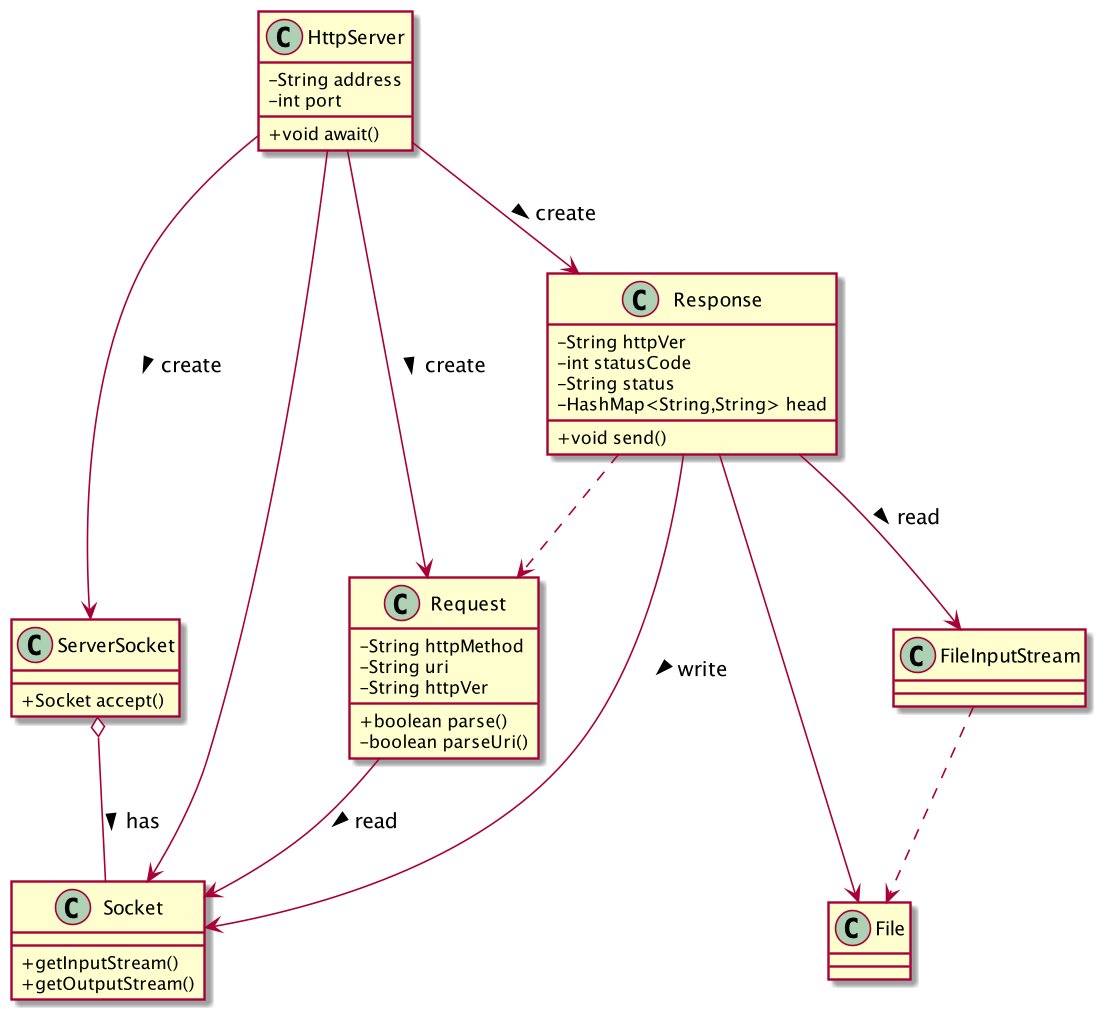 C HttpServer
-String address
-int port
+void await()
create
C Response
-String httpVer
-int statusCode
-String status
-HashMap<String,String> head
+void send()
create
create
read
C Request
-String httpMethod
-String uri
-String httpVer
+boolean parse()
-boolean parseUri()
C ServerSocket
+Socket accept()
C FileInputStream
write
has
read
C Socket
+getInputStream()
+getOutputStream()
C File